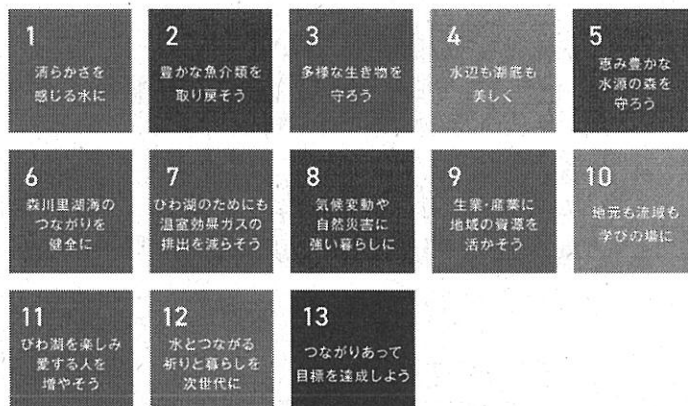 1
清らかさを
感じる水に
2
豊かな魚介類を
取り戻そう
3
多様な生き物を
守ろう
4
水辺も湖底も
美しく
5
恵み豊かな
水源の森を
守ろう
6
森川里湖海の
つながりを
健全に
7
びわ湖のためにも
温室効果ガスの
排出を減らそう
8
気候変動や
自然災害に
強い暮らしに
9
生業・産業に
地域の資源を
活かそう
10
地元も流域も
学びの場に
11
びわ湖を楽しみ
愛する人を
増やそう
12
水とつながる
祈りと暮らしを
次世代に
13
つながりあって
目標を達成しよう